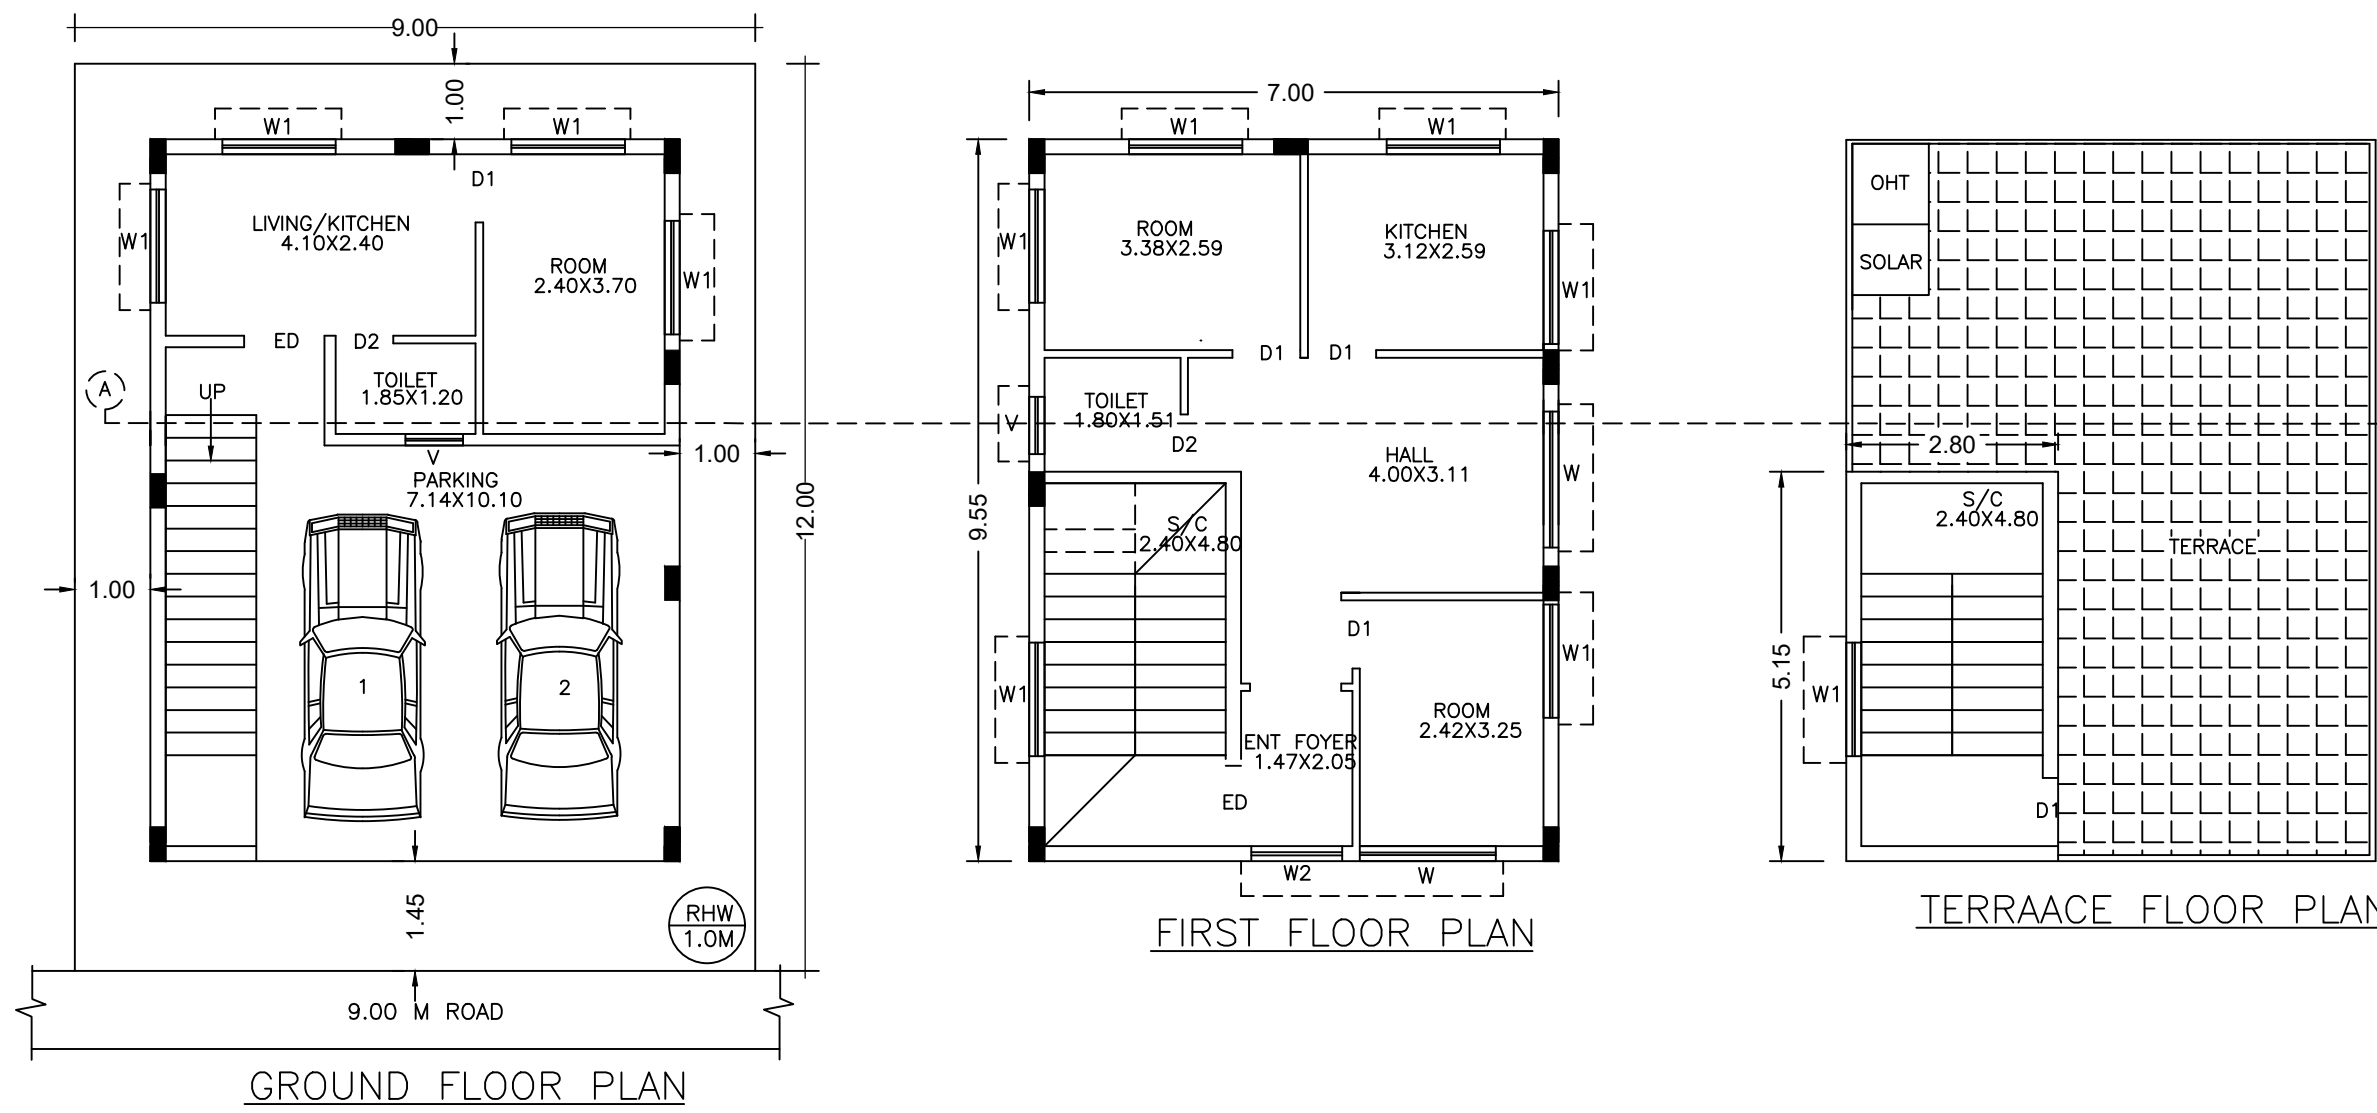 9.00
1.00
W1
W1
D1
LIVING/KITCHEN
4.10X2.40
W1
ROOM
2.40X3.70
W1
ED
D2
A
UP
TOILET
1.85X1.20
V
1.00
PARKING
7.14X10.10
12.00
1.00
1
2
1.45
RHW
1.0M
9.00 M ROAD
GROUND FLOOR PLAN
7.00
W1
W1
ROOM
3.38X2.59
KITCHEN
3.12X2.59
W1
W1
D1
D1
TOILET
1.80X1.51
V
D2
HALL
4.00X3.11
W
9.55
S/C
2.40X4.80
D1
W1
W1
ROOM
2.42X3.25
ENT FOYER
1.47X2.05
ED
W2
W
FIRST FLOOR PLAN
OHT
SOLAR
2.80
S/C
2.40X4.80
TERRACE
5.15
W1
D1
TERRAACE FLOOR PLAN